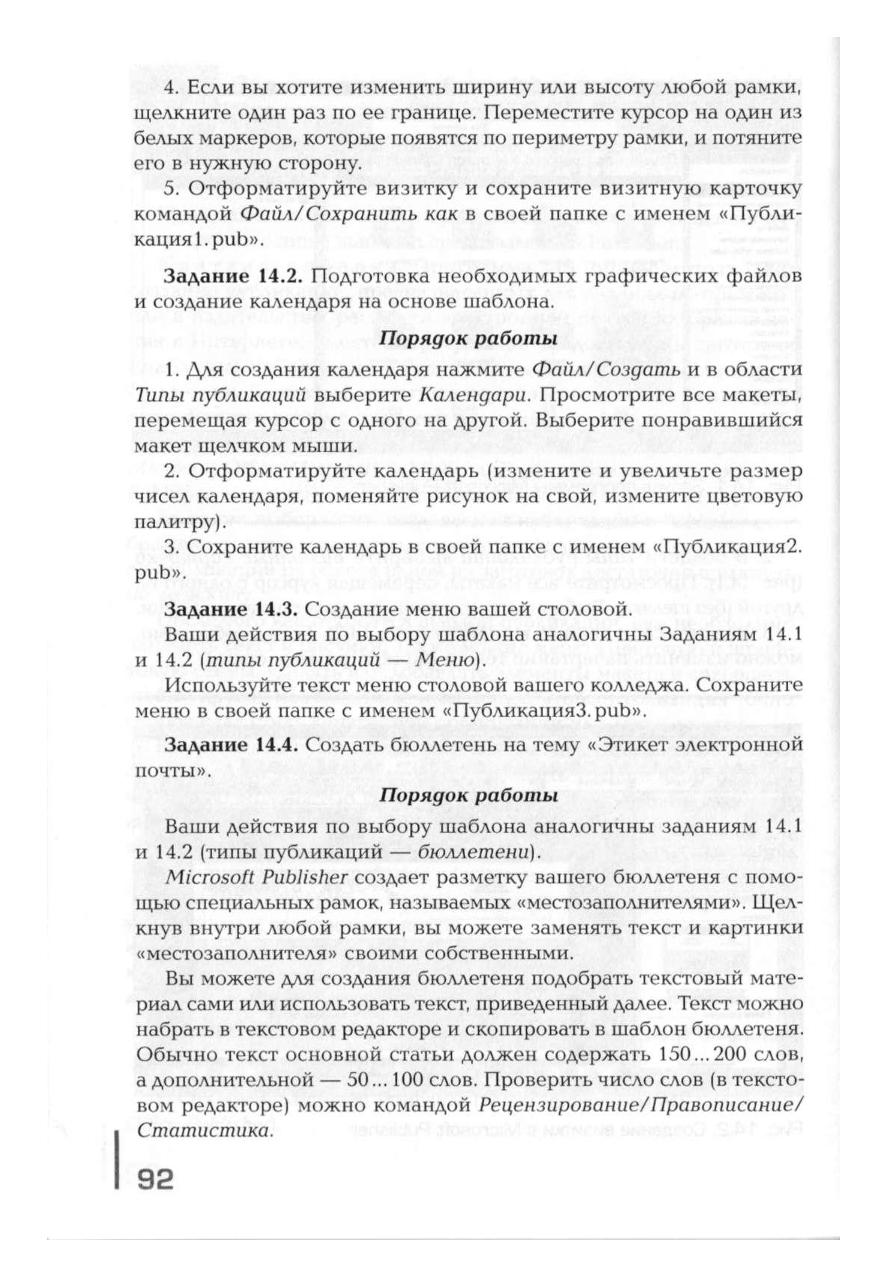 4. Если вы хотите изменить ширину или высоту любой рамки,
щелкните один раз по ее границе. Переместите курсор на один из
белых маркеров, которые появятся по периметру рамки, и потяните
его в нужную сторону.
5. Отформатируйте визитку и сохраните визитную карточку
командой Файл/Сохранить как в своей папке с именем «Публи-
кация1.pub».
Задание 14.2. Подготовка необходимых графических файлов
и создание календаря на основе шаблона.
Порядок работы
1. Для создания календаря нажмите Файл/Создать и в области
Типы публикаций выберите Календари. Просмотрите все макеты,
перемещая курсор с одного на другой. Выберите понравившийся
макет щелчком мыши.
2. Отформатируйте календарь (измените и увеличьте размер
чисел календаря, поменяйте рисунок на свой, измените цветовую
палитру).
3. Сохраните календарь в своей папке с именем «Публикация2.
pub».
Задание 14.3. Создание меню вашей столовой.
Ваши действия по выбору шаблона аналогичны Заданиям 14.1
и 14.2 (типы публикаций — Меню).
Используйте текст меню столовой вашего колледжа. Сохраните
меню в своей папке с именем «Публикация3.pub».
Задание 14.4. Создать бюллетень на тему «Этикет электронной
почты».
Порядок работы
Ваши действия по выбору шаблона аналогичны заданиям 14.1
и 14.2 (типы публикаций — бюллетени).
Microsoft Publisher создает разметку вашего бюллетеня с помо-
щью специальных рамок, называемых «местозаполнителями». Щел-
кнув внутри любой рамки, вы можете заменять текст и картинки
«местозаполнителя» своими собственными.
Вы можете для создания бюллетеня подобрать текстовый мате-
риал сами или использовать текст, приведенный далее. Текст можно
набрать в текстовом редакторе и скопировать в шаблон бюллетеня.
Обычно текст основной статьи должен содержать 150...200 слов,
а дополнительной — 50...100 слов. Проверить число слов (в тексто-
вом редакторе) можно командой Рецензирование/Правописание/
Статистика.
92